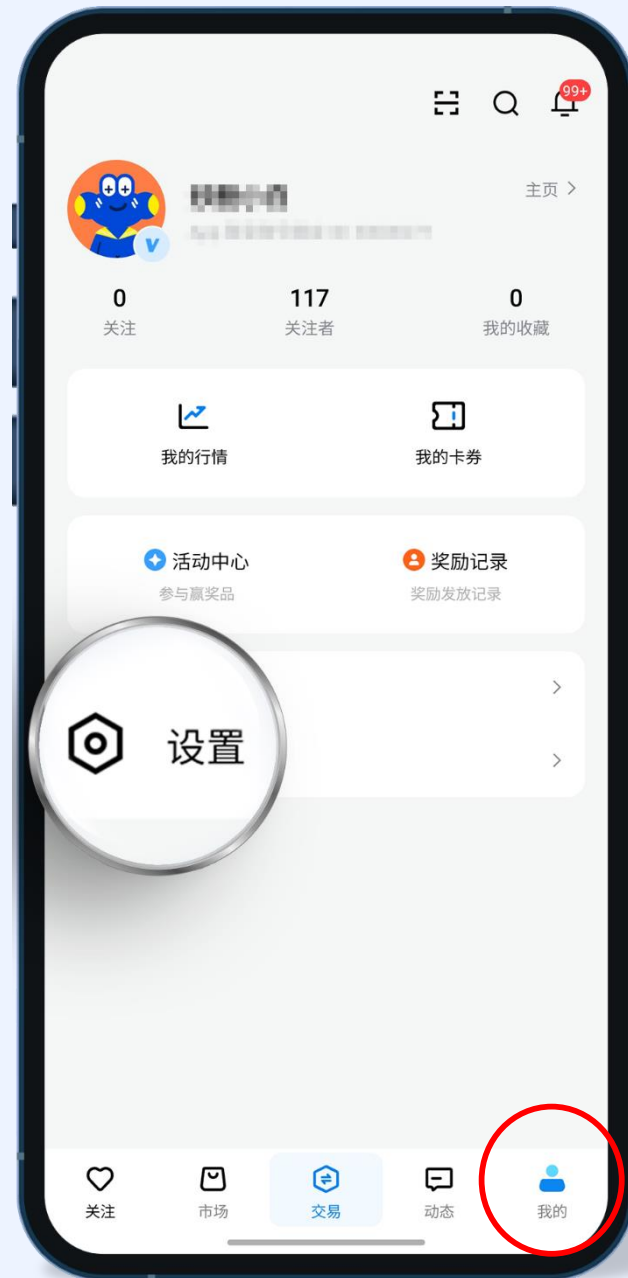 99+
主页
0
117
0
关注
关注者
我的收藏
我的行情
我的卡券
活动中心
奖励记录
参与赢奖品
奖励发放记录
设置
关注
市场
交易
动态
我的